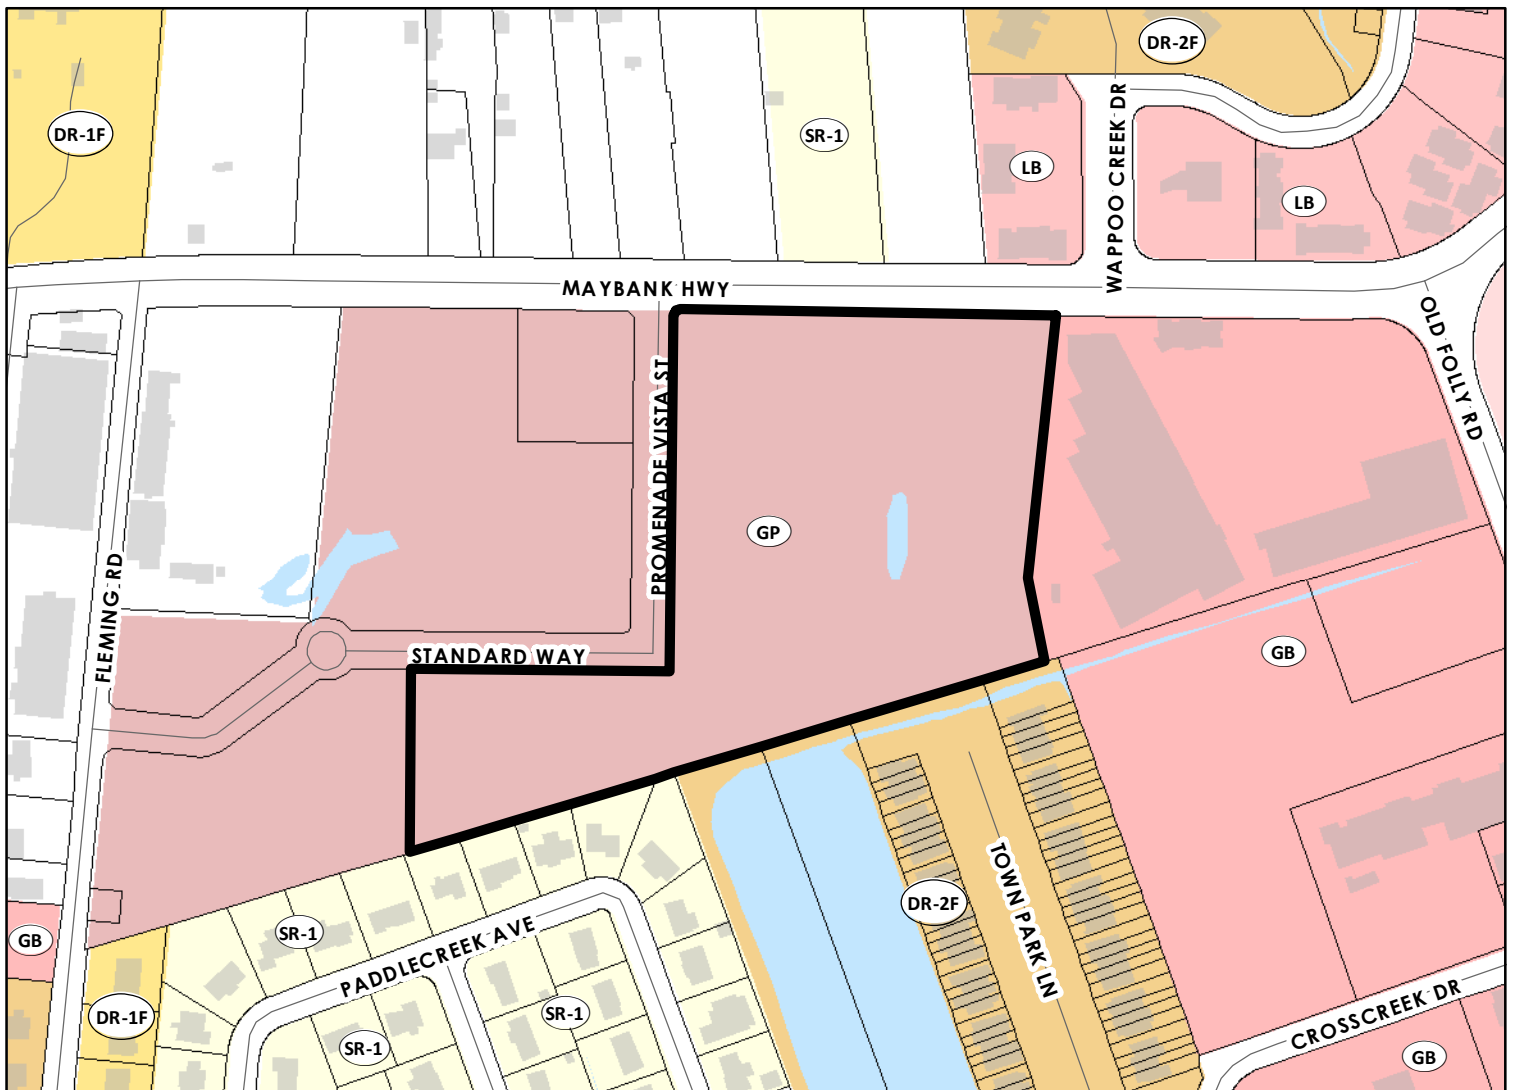 DR-2F
DR-1F
SR-1
LB
WAPPOO CREEK DR
LB
MAYBANK HWY
OLD FOLLY RD
PROMENADE VISTA ST
GP
FLEMING RD
STANDARD WAY
GB
TOWN PARK LN
DR-2F
SR-1
GB
PADDLECREEK AVE
DR-1F
SR-1
SR-1
CROSSCREEK DR
GB